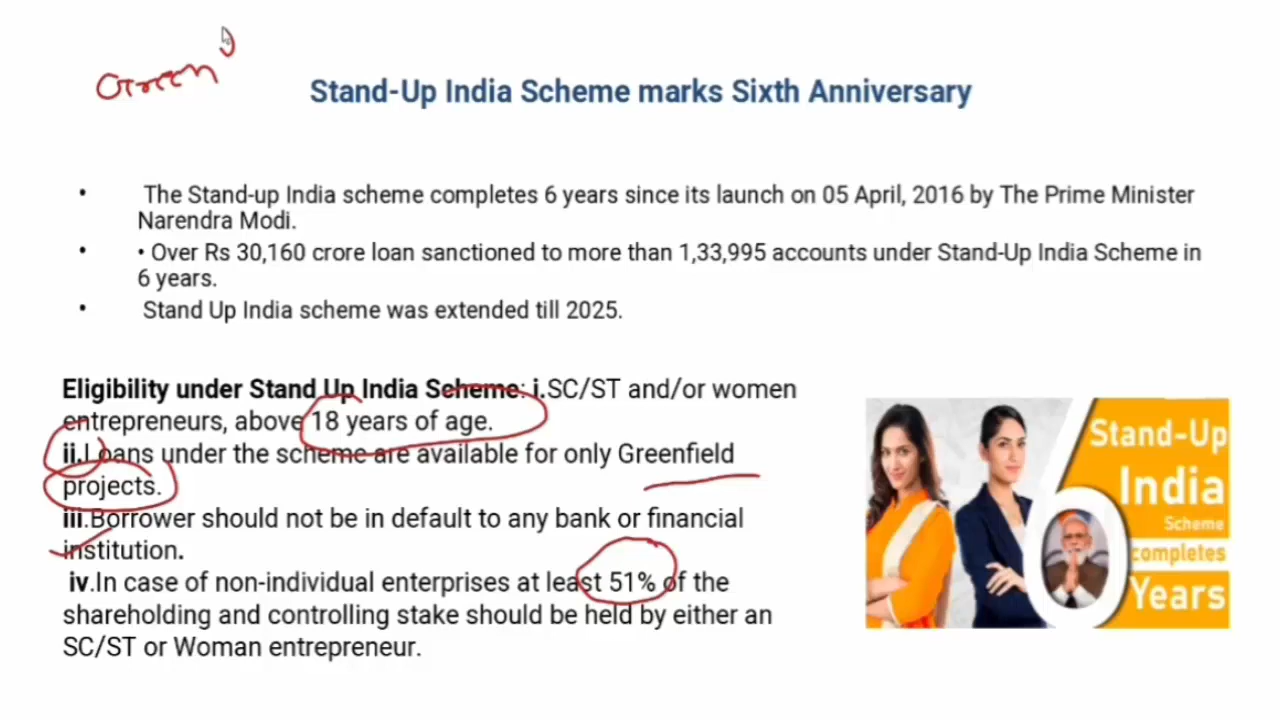 Green
Stand-Up India Scheme marks Sixth Anniversary
• The Stand-up India scheme completes 6 years since its launch on 05 April, 2016 by The Prime Minister
Narendra Modi.
• • Over Rs 30,160 crore loan sanctioned to more than 1,33,995 accounts under Stand-Up India Scheme in
6 years.
• Stand Up India scheme was extended till 2025.
Eligibility under Stand Up India Scheme: i.SC/ST and/or women
entrepreneurs, above 18 years of age.
ii.Loans under the scheme are available for only Greenfield
projects.
iii.Borrower should not be in default to any bank or financial
institution.
iv.In case of non-individual enterprises at least 51% of the
shareholding and controlling stake should be held by either an
SC/ST or Woman entrepreneur.
Stand-Up
India
Scheme
6 completes
Years